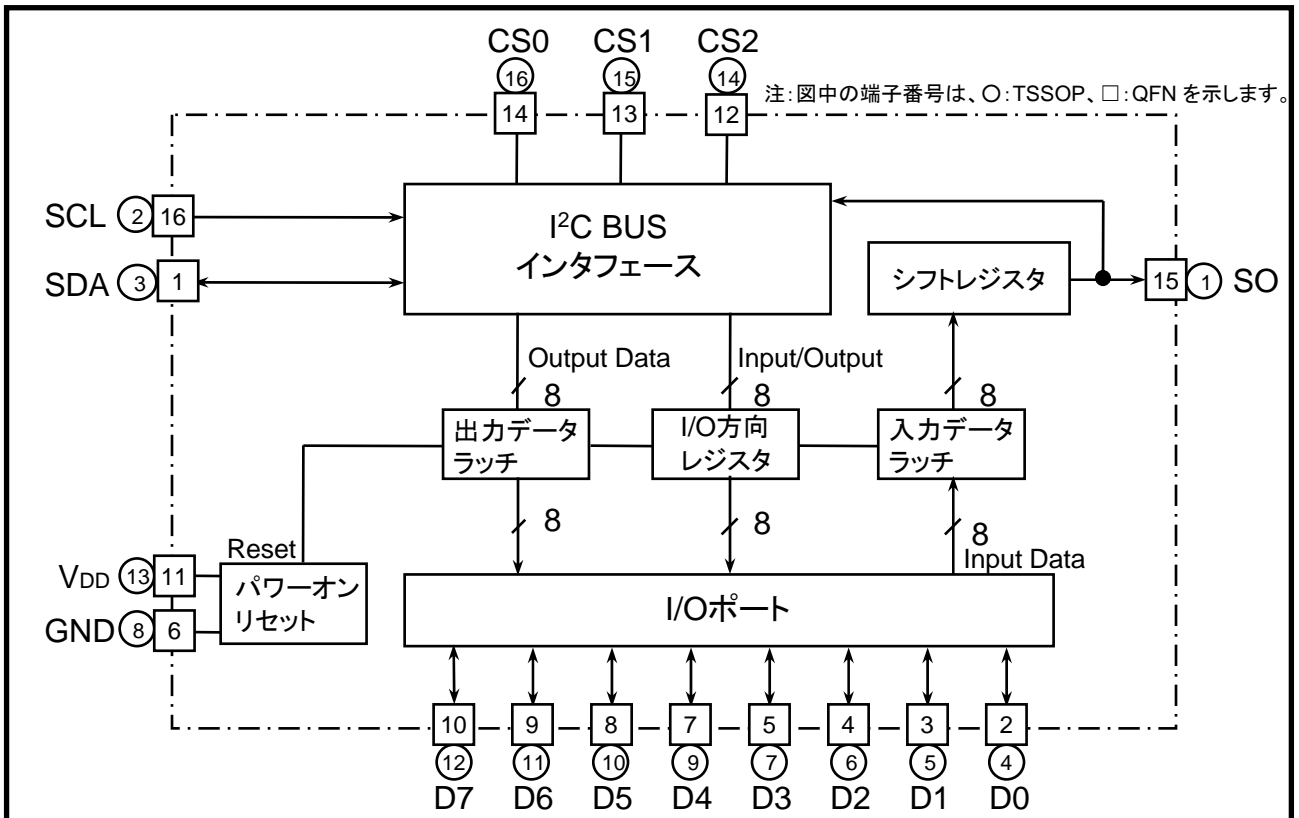 CS0 CS1 CS2
16 15 14
注:図中の端子番号は、○:TSSOP、□:QFN を示します。
14 13 12
SCL 2 16
I²C BUS
インタフェース
SDA 3 1
シフトレジスタ
15 1 SO
Output Data
Input/Output
8 8 8
出力データ
ラッチ
I/O方向
レジスタ
入力データ
ラッチ
8 8 8
Reset
Input Data
VDD 13 11
パワーオン
リセット
GND 8 6
I/Oポート
10 9 8 7 5 4 3 2
12 11 10 9 7 6 5 4
D7 D6 D5 D4 D3 D2 D1 D0